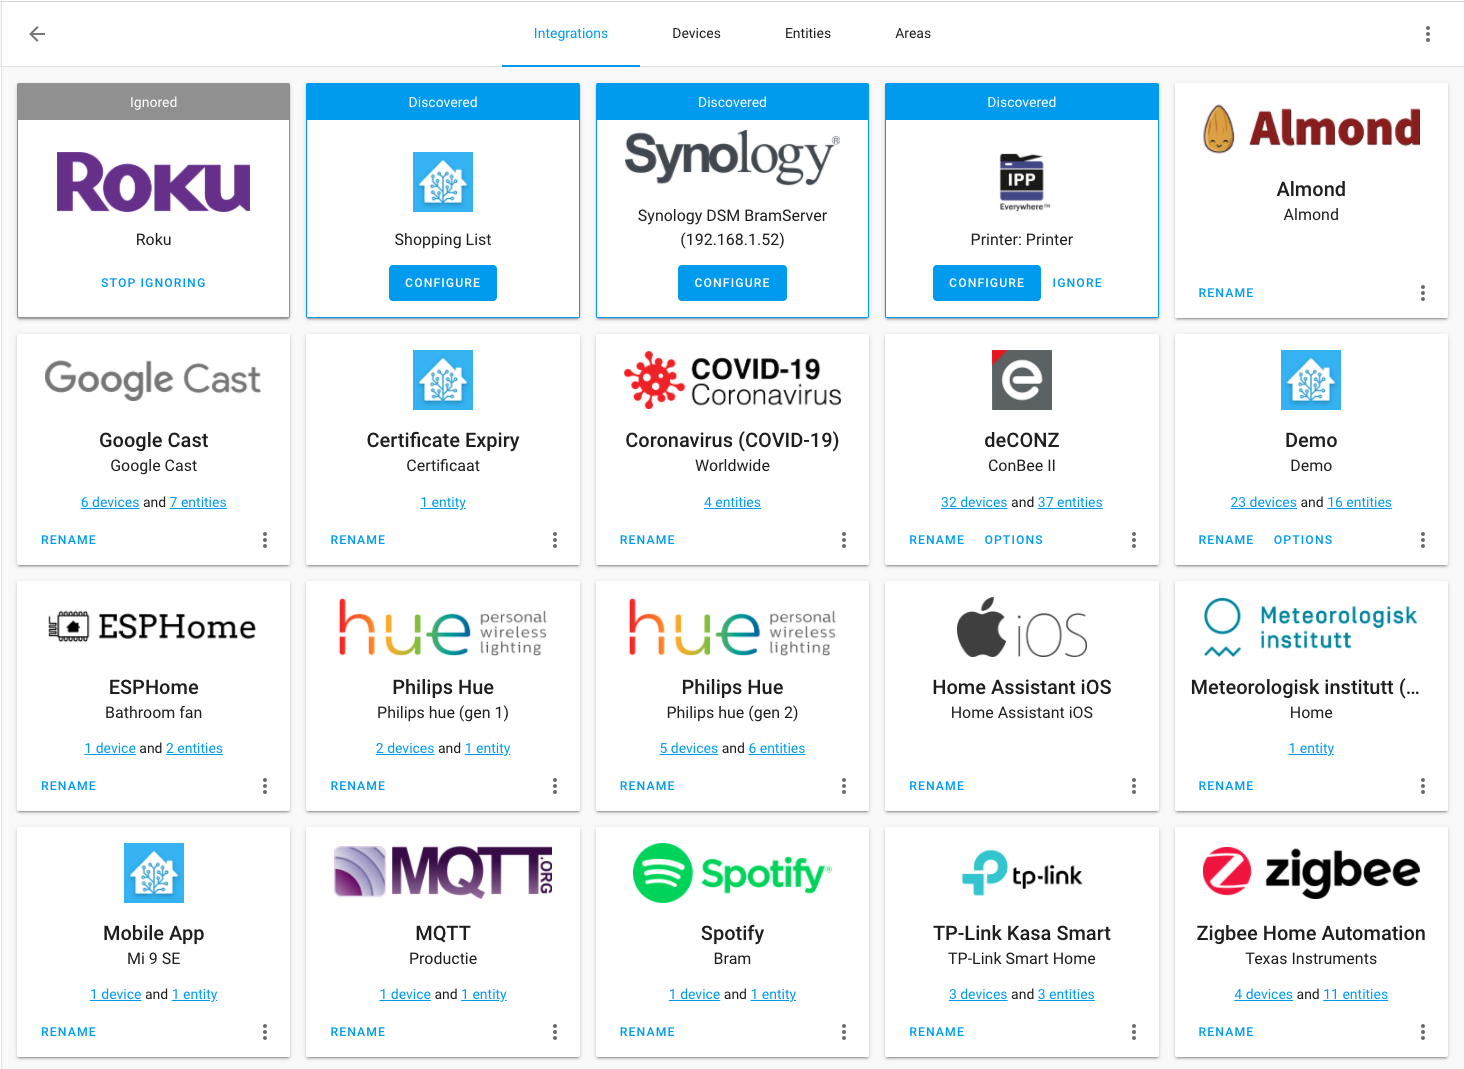 Integrations
Devices
Entities
Areas
Ignored
ROKU
Roku
STOP IGNORING
Discovered
Shopping List
CONFIGURE
Discovered
Synology®
Synology DSM BramServer
(192.168.1.52)
CONFIGURE
Discovered
IPP
Everywhere™
Printer: Printer
CONFIGURE IGNORE
Almond
Almond
Almond
RENAME
Google Cast
Google Cast
Google Cast
6 devices and 7 entities
RENAME
Certificate Expiry
Certificaat
1 entity
RENAME
COVID-19
Coronavirus
Coronavirus (COVID-19)
Worldwide
4 entities
RENAME
e
deCONZ
ConBee II
32 devices and 37 entities
RENAME OPTIONS
Demo
Demo
23 devices and 16 entities
RENAME OPTIONS
ESPHome
ESPHome
Bathroom fan
1 device and 2 entities
RENAME
hue personal
wireless
lighting
Philips Hue
Philips hue (gen 1)
2 devices and 1 entity
RENAME
hue personal
wireless
lighting
Philips Hue
Philips hue (gen 2)
5 devices and 6 entities
RENAME
iOS
Home Assistant iOS
Home Assistant iOS
RENAME
Meteorologisk
institutt
Meteorologisk institutt (...
Home
1 entity
RENAME
Mobile App
Mi 9 SE
1 device and 1 entity
RENAME
MQTT.ORG
MQTT
Productie
1 device and 1 entity
RENAME
Spotify®
Spotify
Bram
1 device and 1 entity
RENAME
tp-link
TP-Link Kasa Smart
TP-Link Smart Home
3 devices and 3 entities
RENAME
zigbee
Zigbee Home Automation
Texas Instruments
4 devices and 11 entities
RENAME